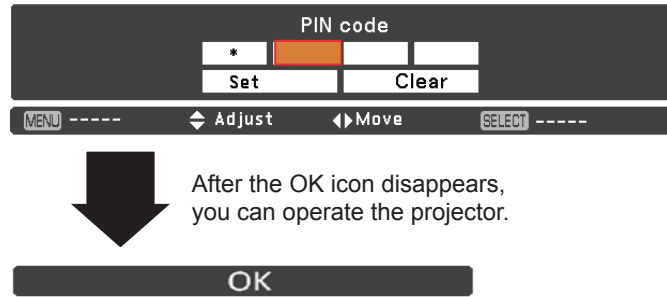 PIN code
*
Set Clear
MENU ----- Adjust Move SELECT -----
After the OK icon disappears,
you can operate the projector.
OK